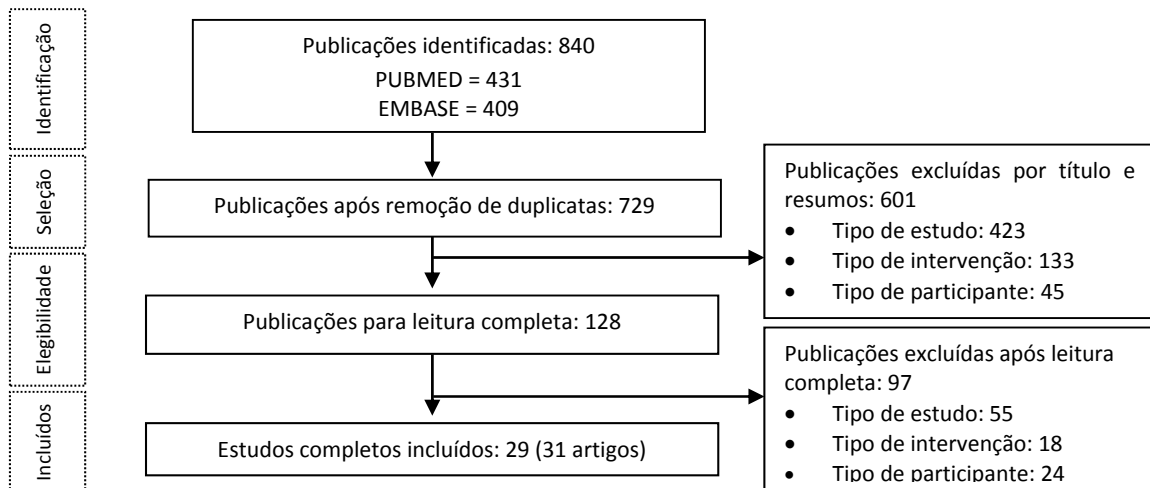 Identificação
Publicações identificadas: 840
PUBMED = 431
EMBASE = 409
Seleção
Publicações após remoção de duplicatas: 729
Publicações excluídas por título e
resumos: 601
• Tipo de estudo: 423
• Tipo de intervenção: 133
• Tipo de participante: 45
Elegibilidade
Publicações para leitura completa: 128
Publicações excluídas após leitura
completa: 97
• Tipo de estudo: 55
• Tipo de intervenção: 18
• Tipo de participante: 24
Incluídos
Estudos completos incluídos: 29 (31 artigos)